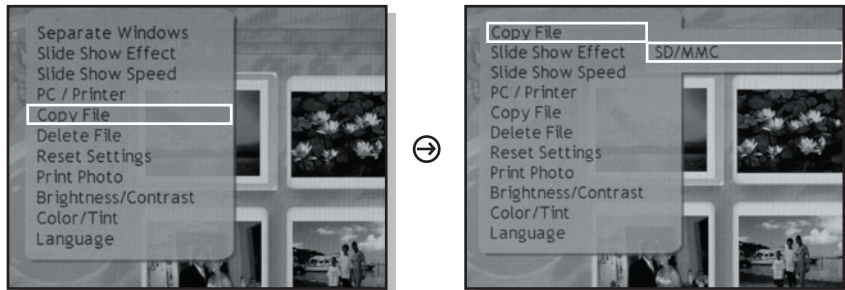 Separate Windows
Slide Show Effect
Slide Show Speed
PC / Printer
Copy File
Delete File
Reset Settings
Print Photo
Brightness/Contrast
Color/Tint
Language
Copy File
Slide Show Effect SD/MMC
Slide Show Speed
PC / Printer
Copy File
Delete File
Reset Settings
Print Photo
Brightness/Contrast
Color/Tint
Language